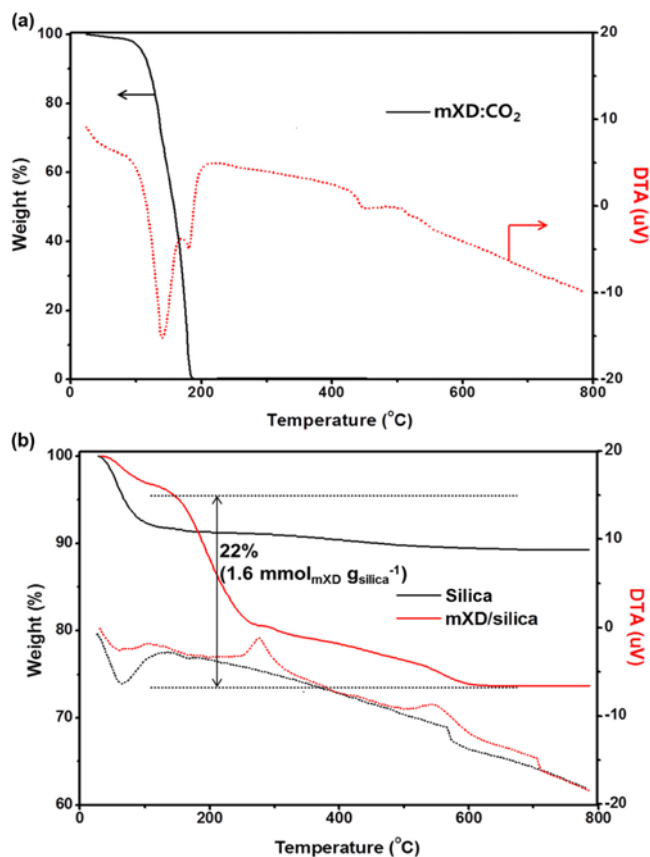 (a)
100
80
60
40
20
0
Weight (%)
20
10
0
-10
-20
DTA (uV)
mXD:CO₂
0 200 400 600 800
Temperature (°C)
(b)
100
90
80
70
60
Weight (%)
20
10
0
-10
-20
DTA (uV)
22%
(1.6 mmol_mXD g_silica⁻¹)
Silica
mXD/silica
0 200 400 600 800
Temperature (°C)